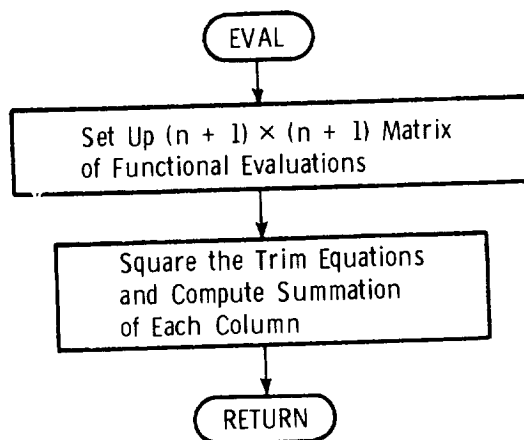 EVAL
Set Up (n + 1) × (n + 1) Matrix
of Functional Evaluations
Square the Trim Equations
and Compute Summation
of Each Column
RETURN